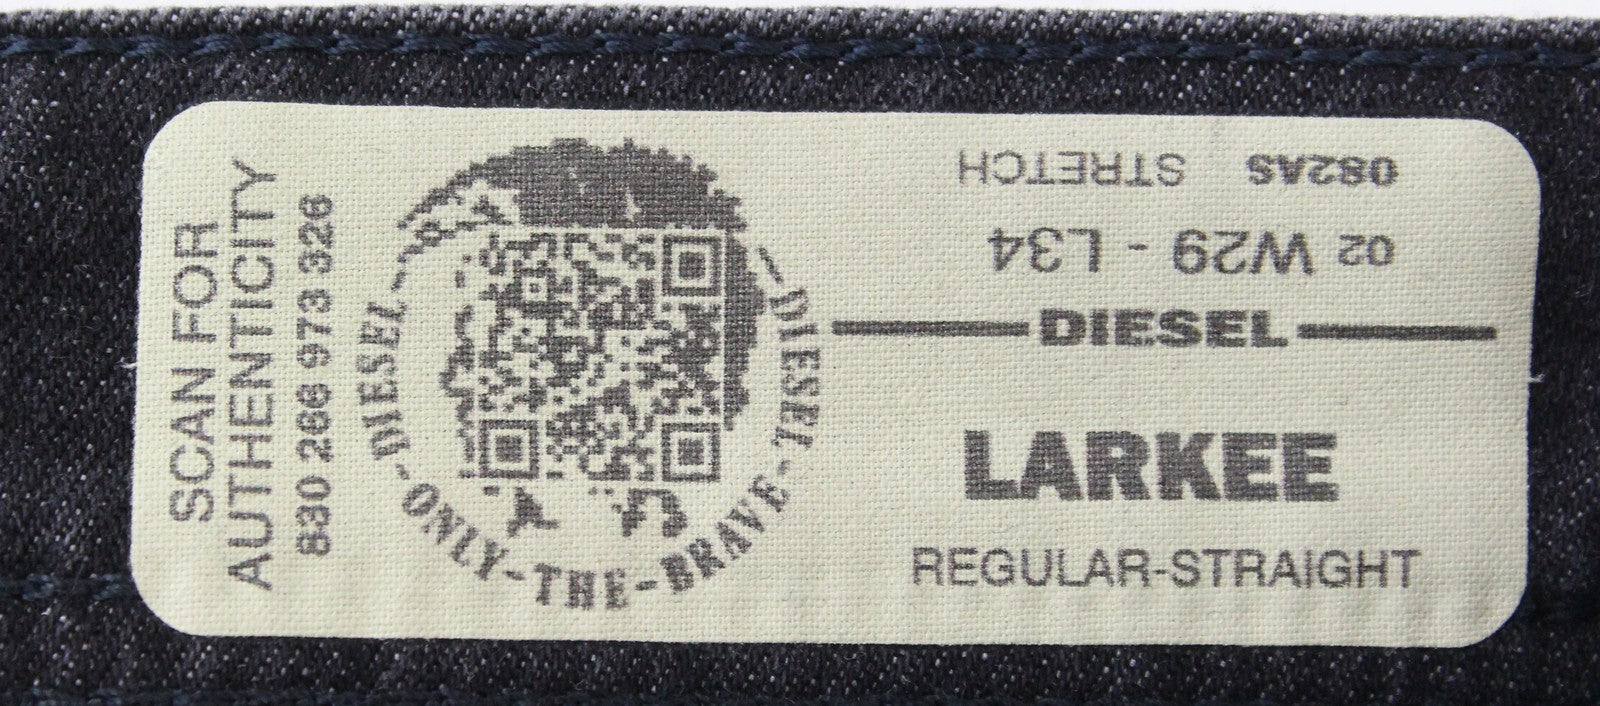 SCAN FOR
AUTHENTICITY
830 266 973 326
DIESEL-ONLY-THE-BRAVE-DIESEL
082AS STRETCH
02 W29 - L34
DIESEL
LARKEE
REGULAR-STRAIGHT